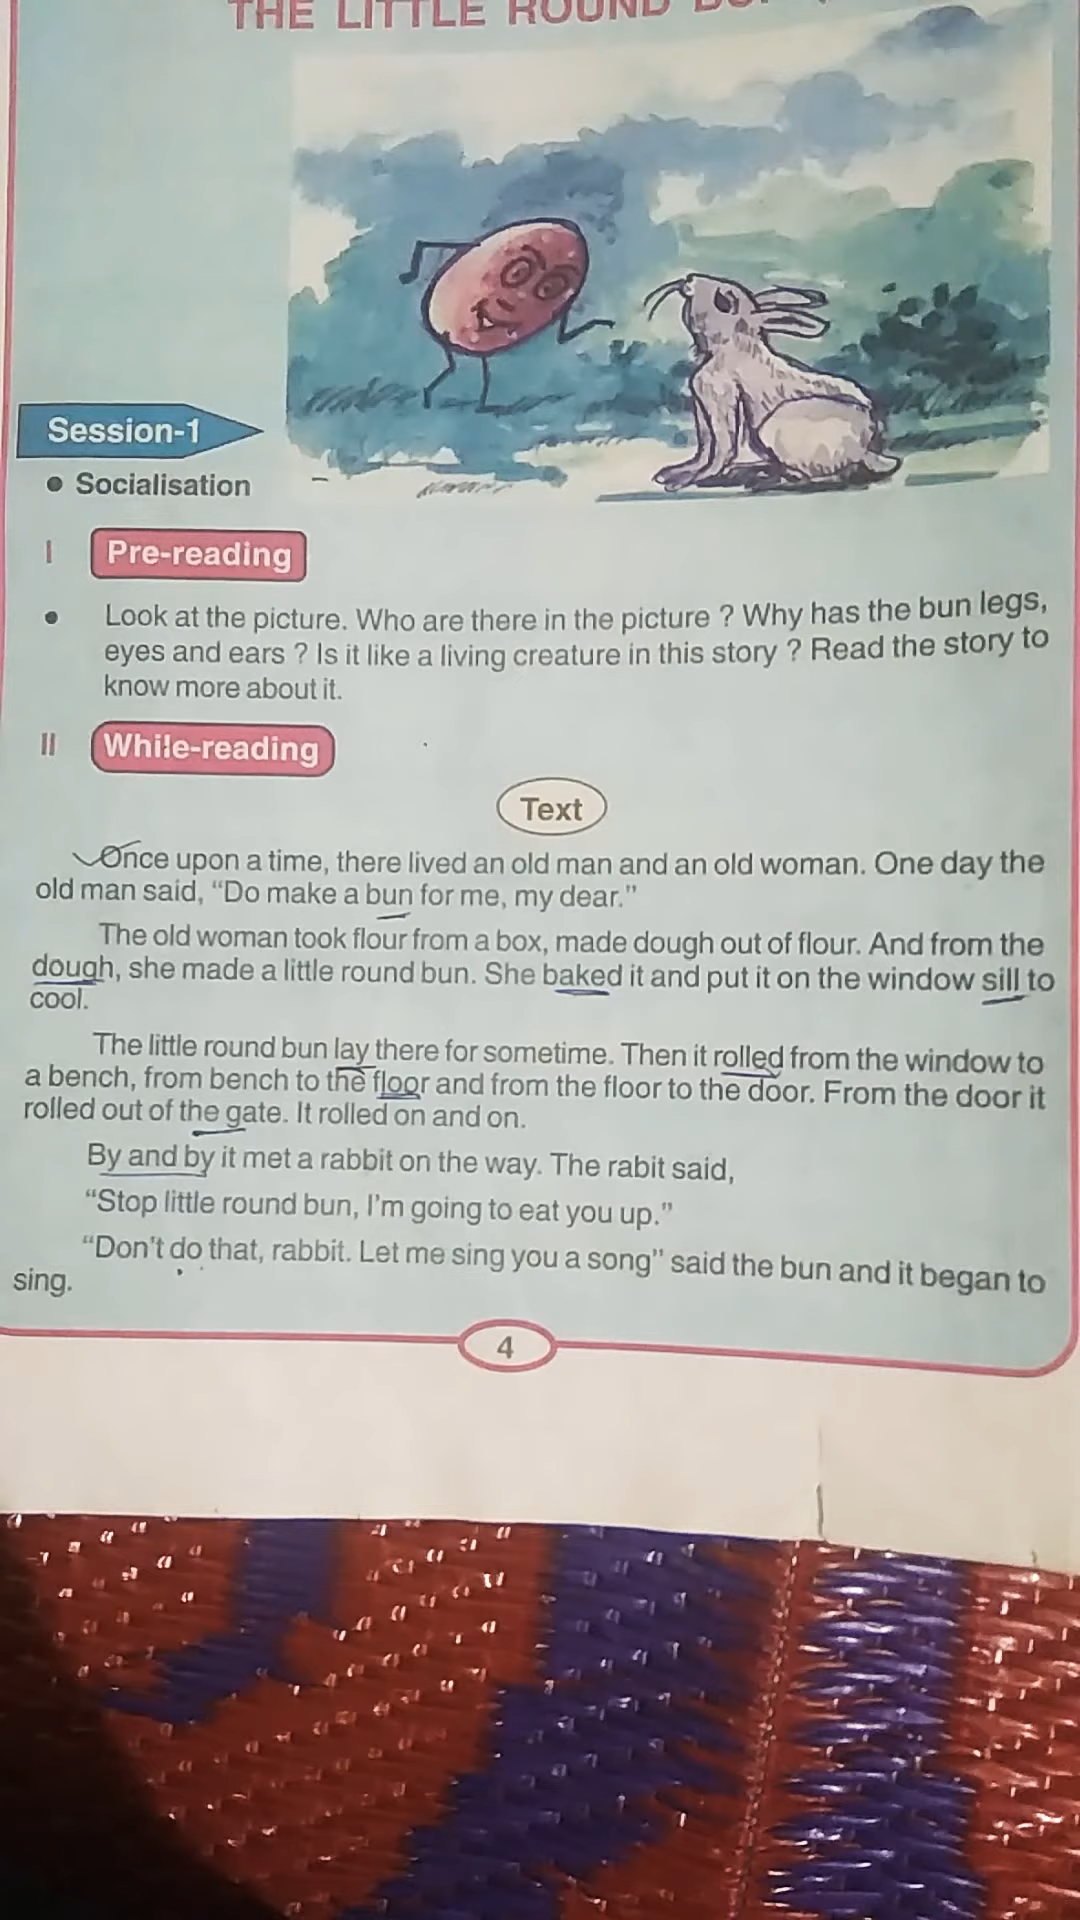 THE LITTLE ROUND
Session-1
• Socialisation
I Pre-reading
• Look at the picture. Who are there in the picture ? Why has the bun legs,
eyes and ears ? Is it like a living creature in this story ? Read the story to
know more about it.
II While-reading
Text
Once upon a time, there lived an old man and an old woman. One day the
old man said, “Do make a bun for me, my dear.”
The old woman took flour from a box, made dough out of flour. And from the
dough, she made a little round bun. She baked it and put it on the window sill to
cool.
The little round bun lay there for sometime. Then it rolled from the window to
a bench, from bench to the floor and from the floor to the door. From the door it
rolled out of the gate. It rolled on and on.
By and by it met a rabbit on the way. The rabit said,
“Stop little round bun, I’m going to eat you up.”
“Don't do that, rabbit. Let me sing you a song” said the bun and it began to
sing.
4